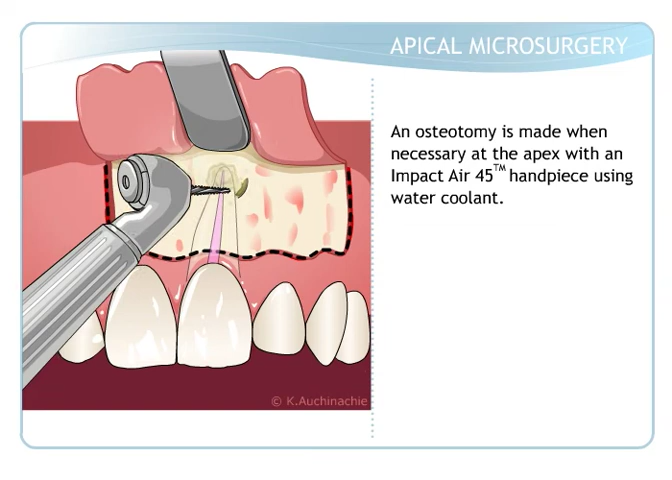 APICAL MICROSURGERY
An osteotomy is made when
necessary at the apex with an
Impact Air 45™ handpiece using
water coolant.
© K.Auchinachie